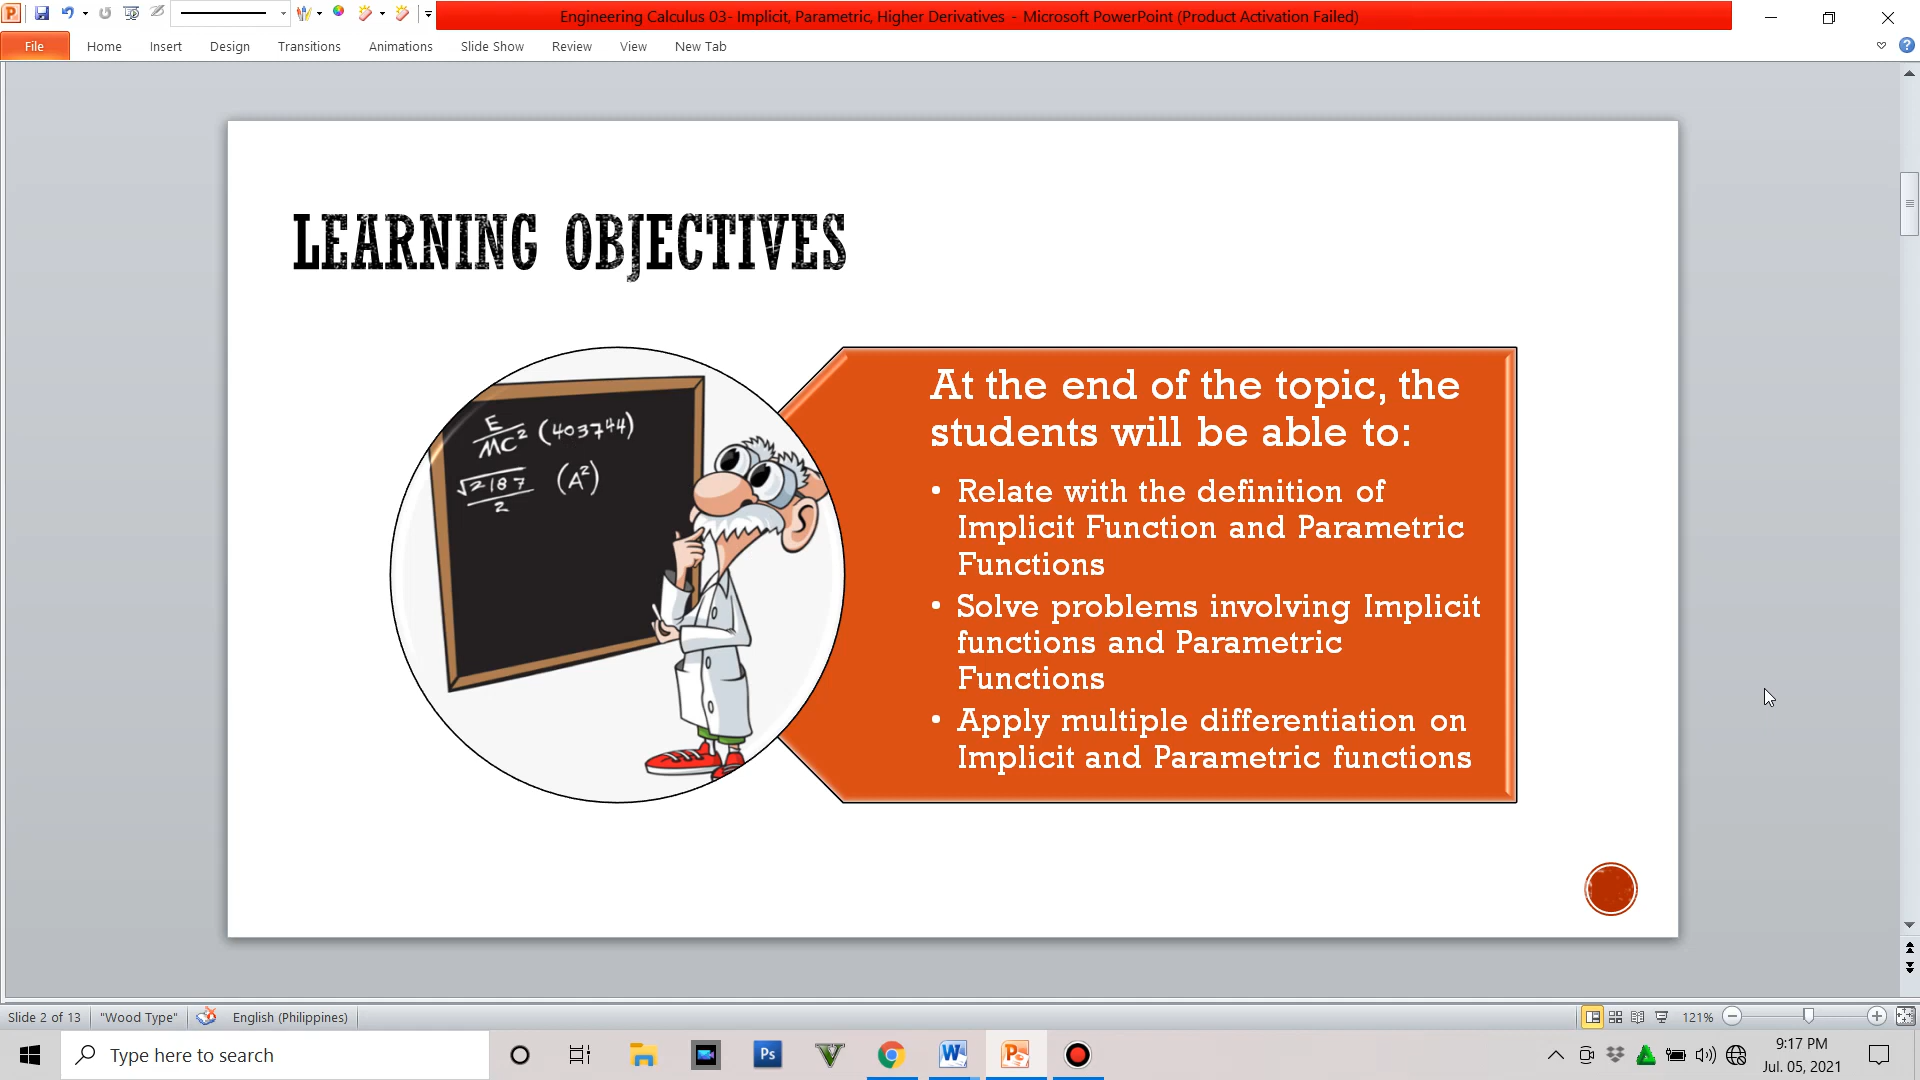 Engineering Calculus 03- Implicit, Parametric, Higher Derivatives - Microsoft PowerPoint (Product Activation Failed)
File Home Insert Design Transitions Animations Slide Show Review View New Tab
LEARNING OBJECTIVES
E
MC² (403744)
√2187 (A²)
2
At the end of the topic, the
students will be able to:
• Relate with the definition of
Implicit Function and Parametric
Functions
• Solve problems involving Implicit
functions and Parametric
Functions
• Apply multiple differentiation on
Implicit and Parametric functions
Slide 2 of 13 "Wood Type" English (Philippines) 121%
Type here to search
Ps
9:17 PM
Jul. 05, 2021